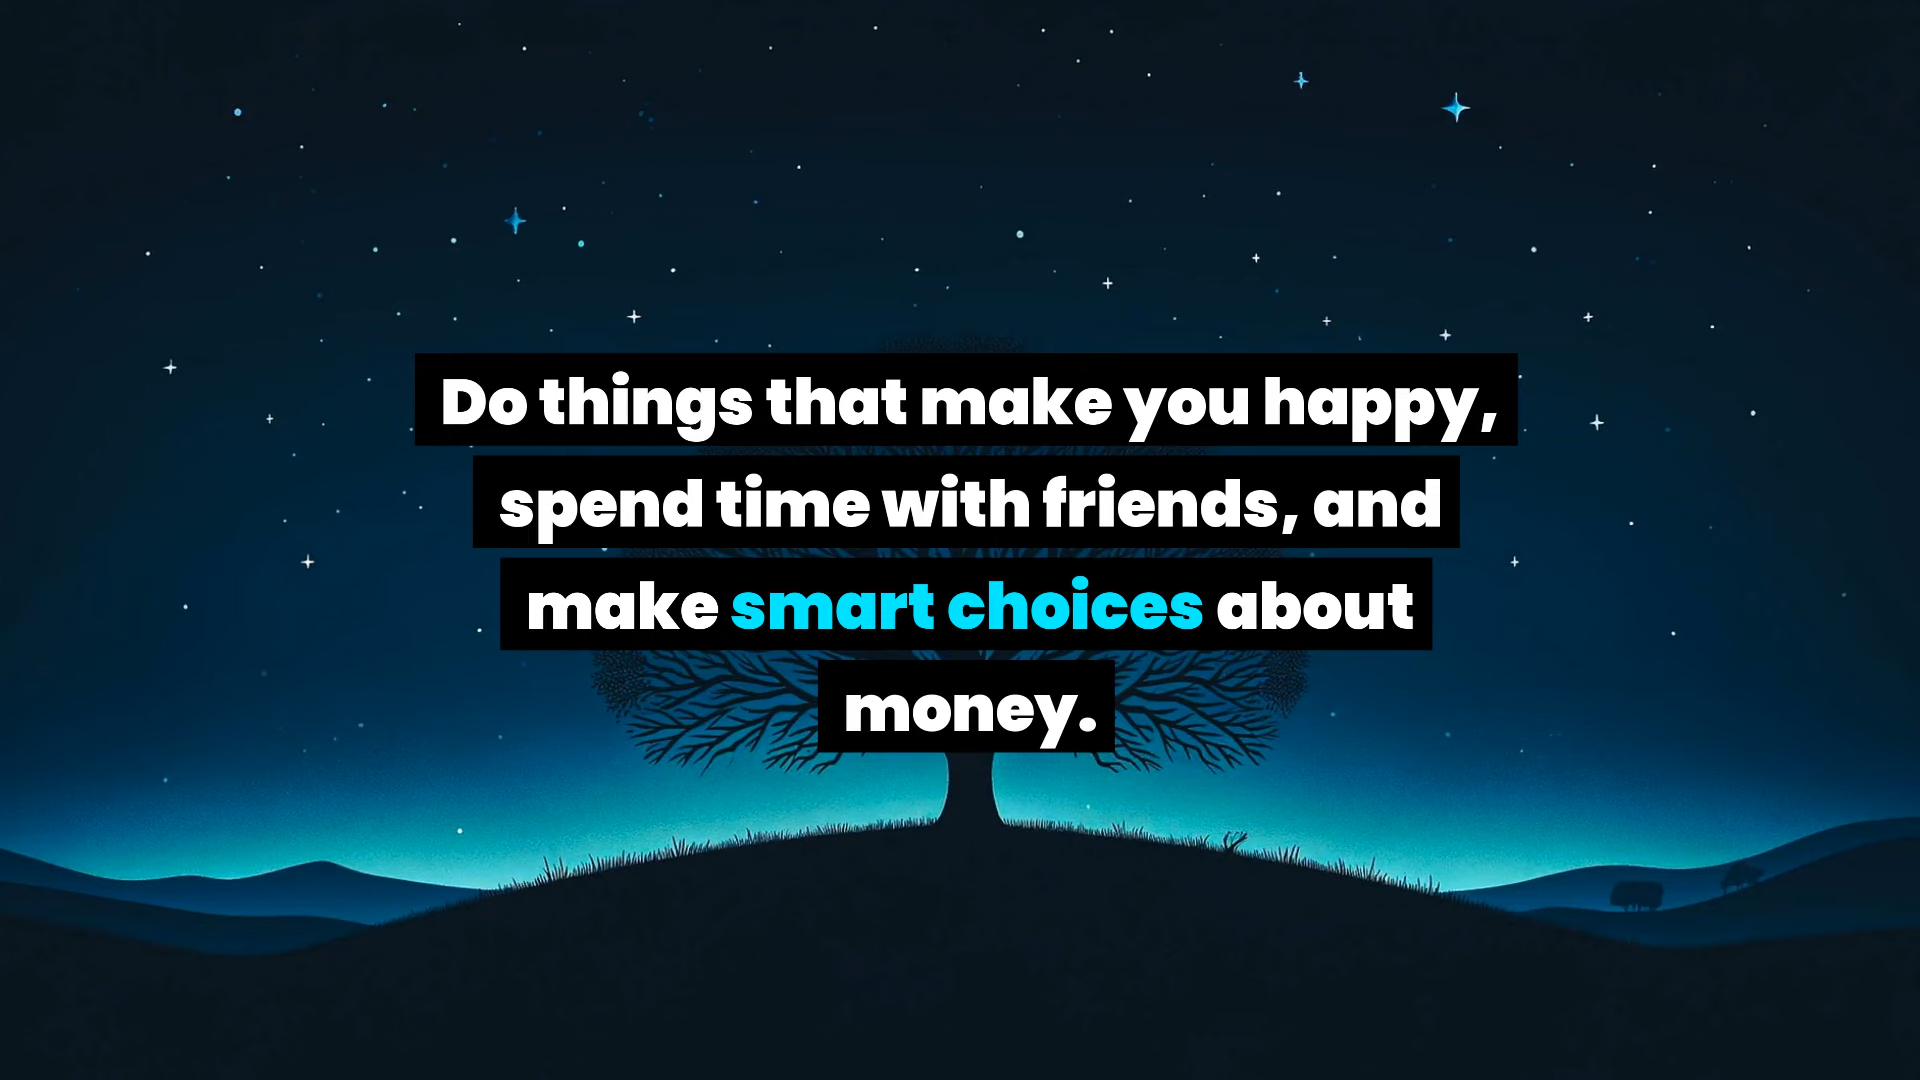 Do things that make you happy,
spend time with friends, and
make smart choices about
money.